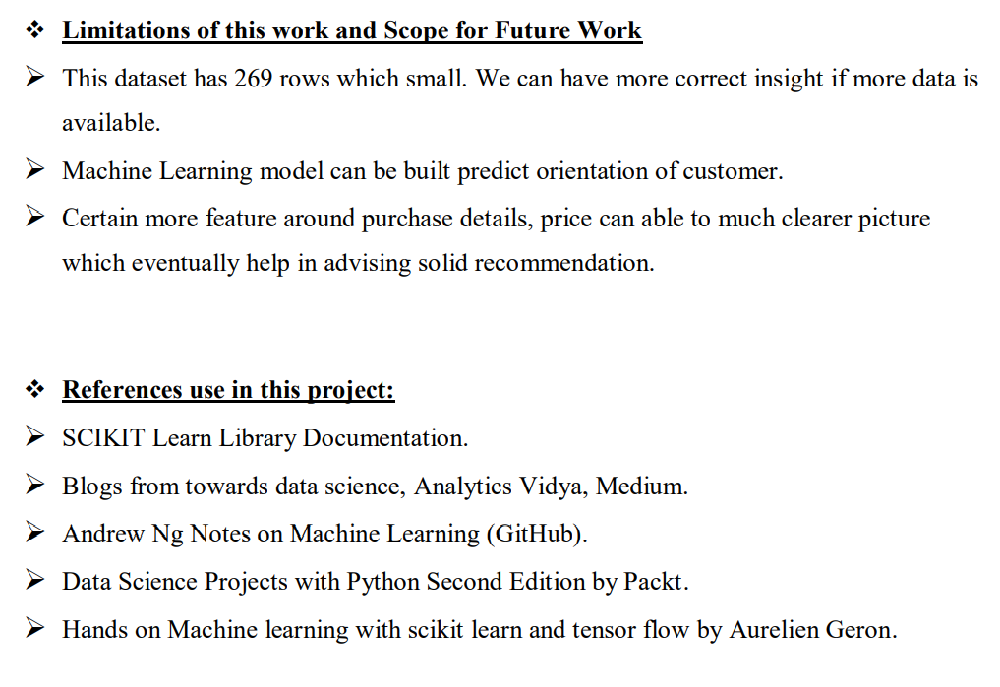 ❖ Limitations of this work and Scope for Future Work
➢ This dataset has 269 rows which small. We can have more correct insight if more data is
available.
➢ Machine Learning model can be built predict orientation of customer.
➢ Certain more feature around purchase details, price can able to much clearer picture
which eventually help in advising solid recommendation.
❖ References use in this project:
➢ SCIKIT Learn Library Documentation.
➢ Blogs from towards data science, Analytics Vidya, Medium.
➢ Andrew Ng Notes on Machine Learning (GitHub).
➢ Data Science Projects with Python Second Edition by Packt.
➢ Hands on Machine learning with scikit learn and tensor flow by Aurelien Geron.